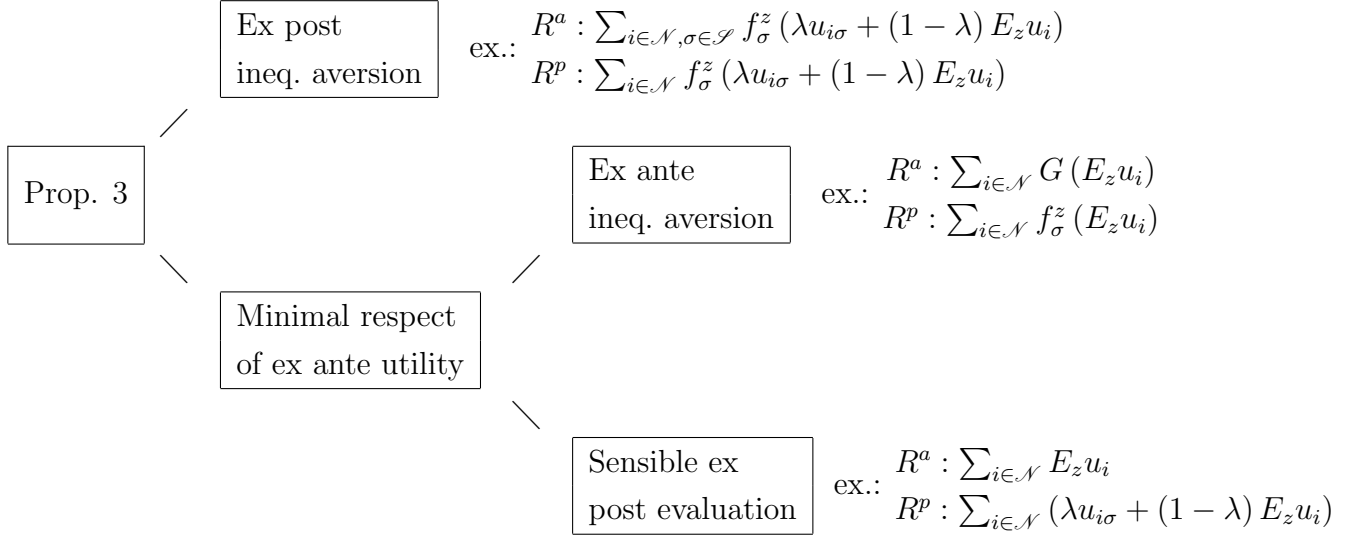 Ex post
ineq. aversion
ex.:
R^a : ∑_{i∈𝒩,σ∈𝒮} f_σ^z (λu_{iσ} + (1 − λ) E_z u_i)
R^p : ∑_{i∈𝒩} f_σ^z (λu_{iσ} + (1 − λ) E_z u_i)
Prop. 3
Ex ante
ineq. aversion
ex.:
R^a : ∑_{i∈𝒩} G (E_z u_i)
R^p : ∑_{i∈𝒩} f_σ^z (E_z u_i)
Minimal respect
of ex ante utility
Sensible ex
post evaluation
ex.:
R^a : ∑_{i∈𝒩} E_z u_i
R^p : ∑_{i∈𝒩} (λu_{iσ} + (1 − λ) E_z u_i)